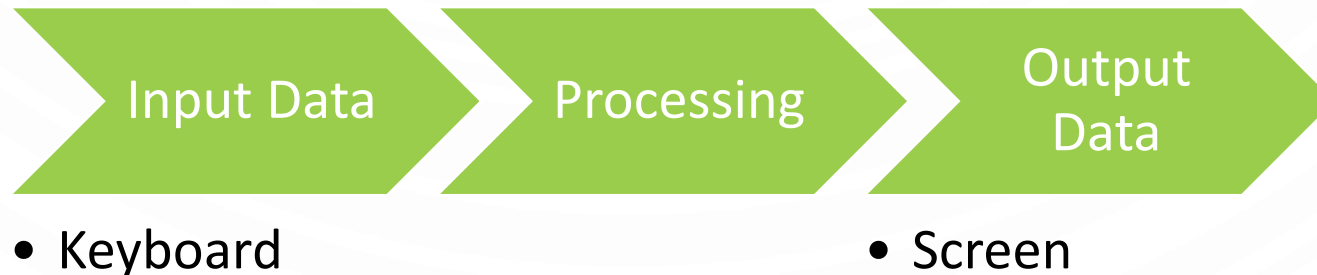 Input Data
Processing
Output
Data
• Keyboard
• Screen